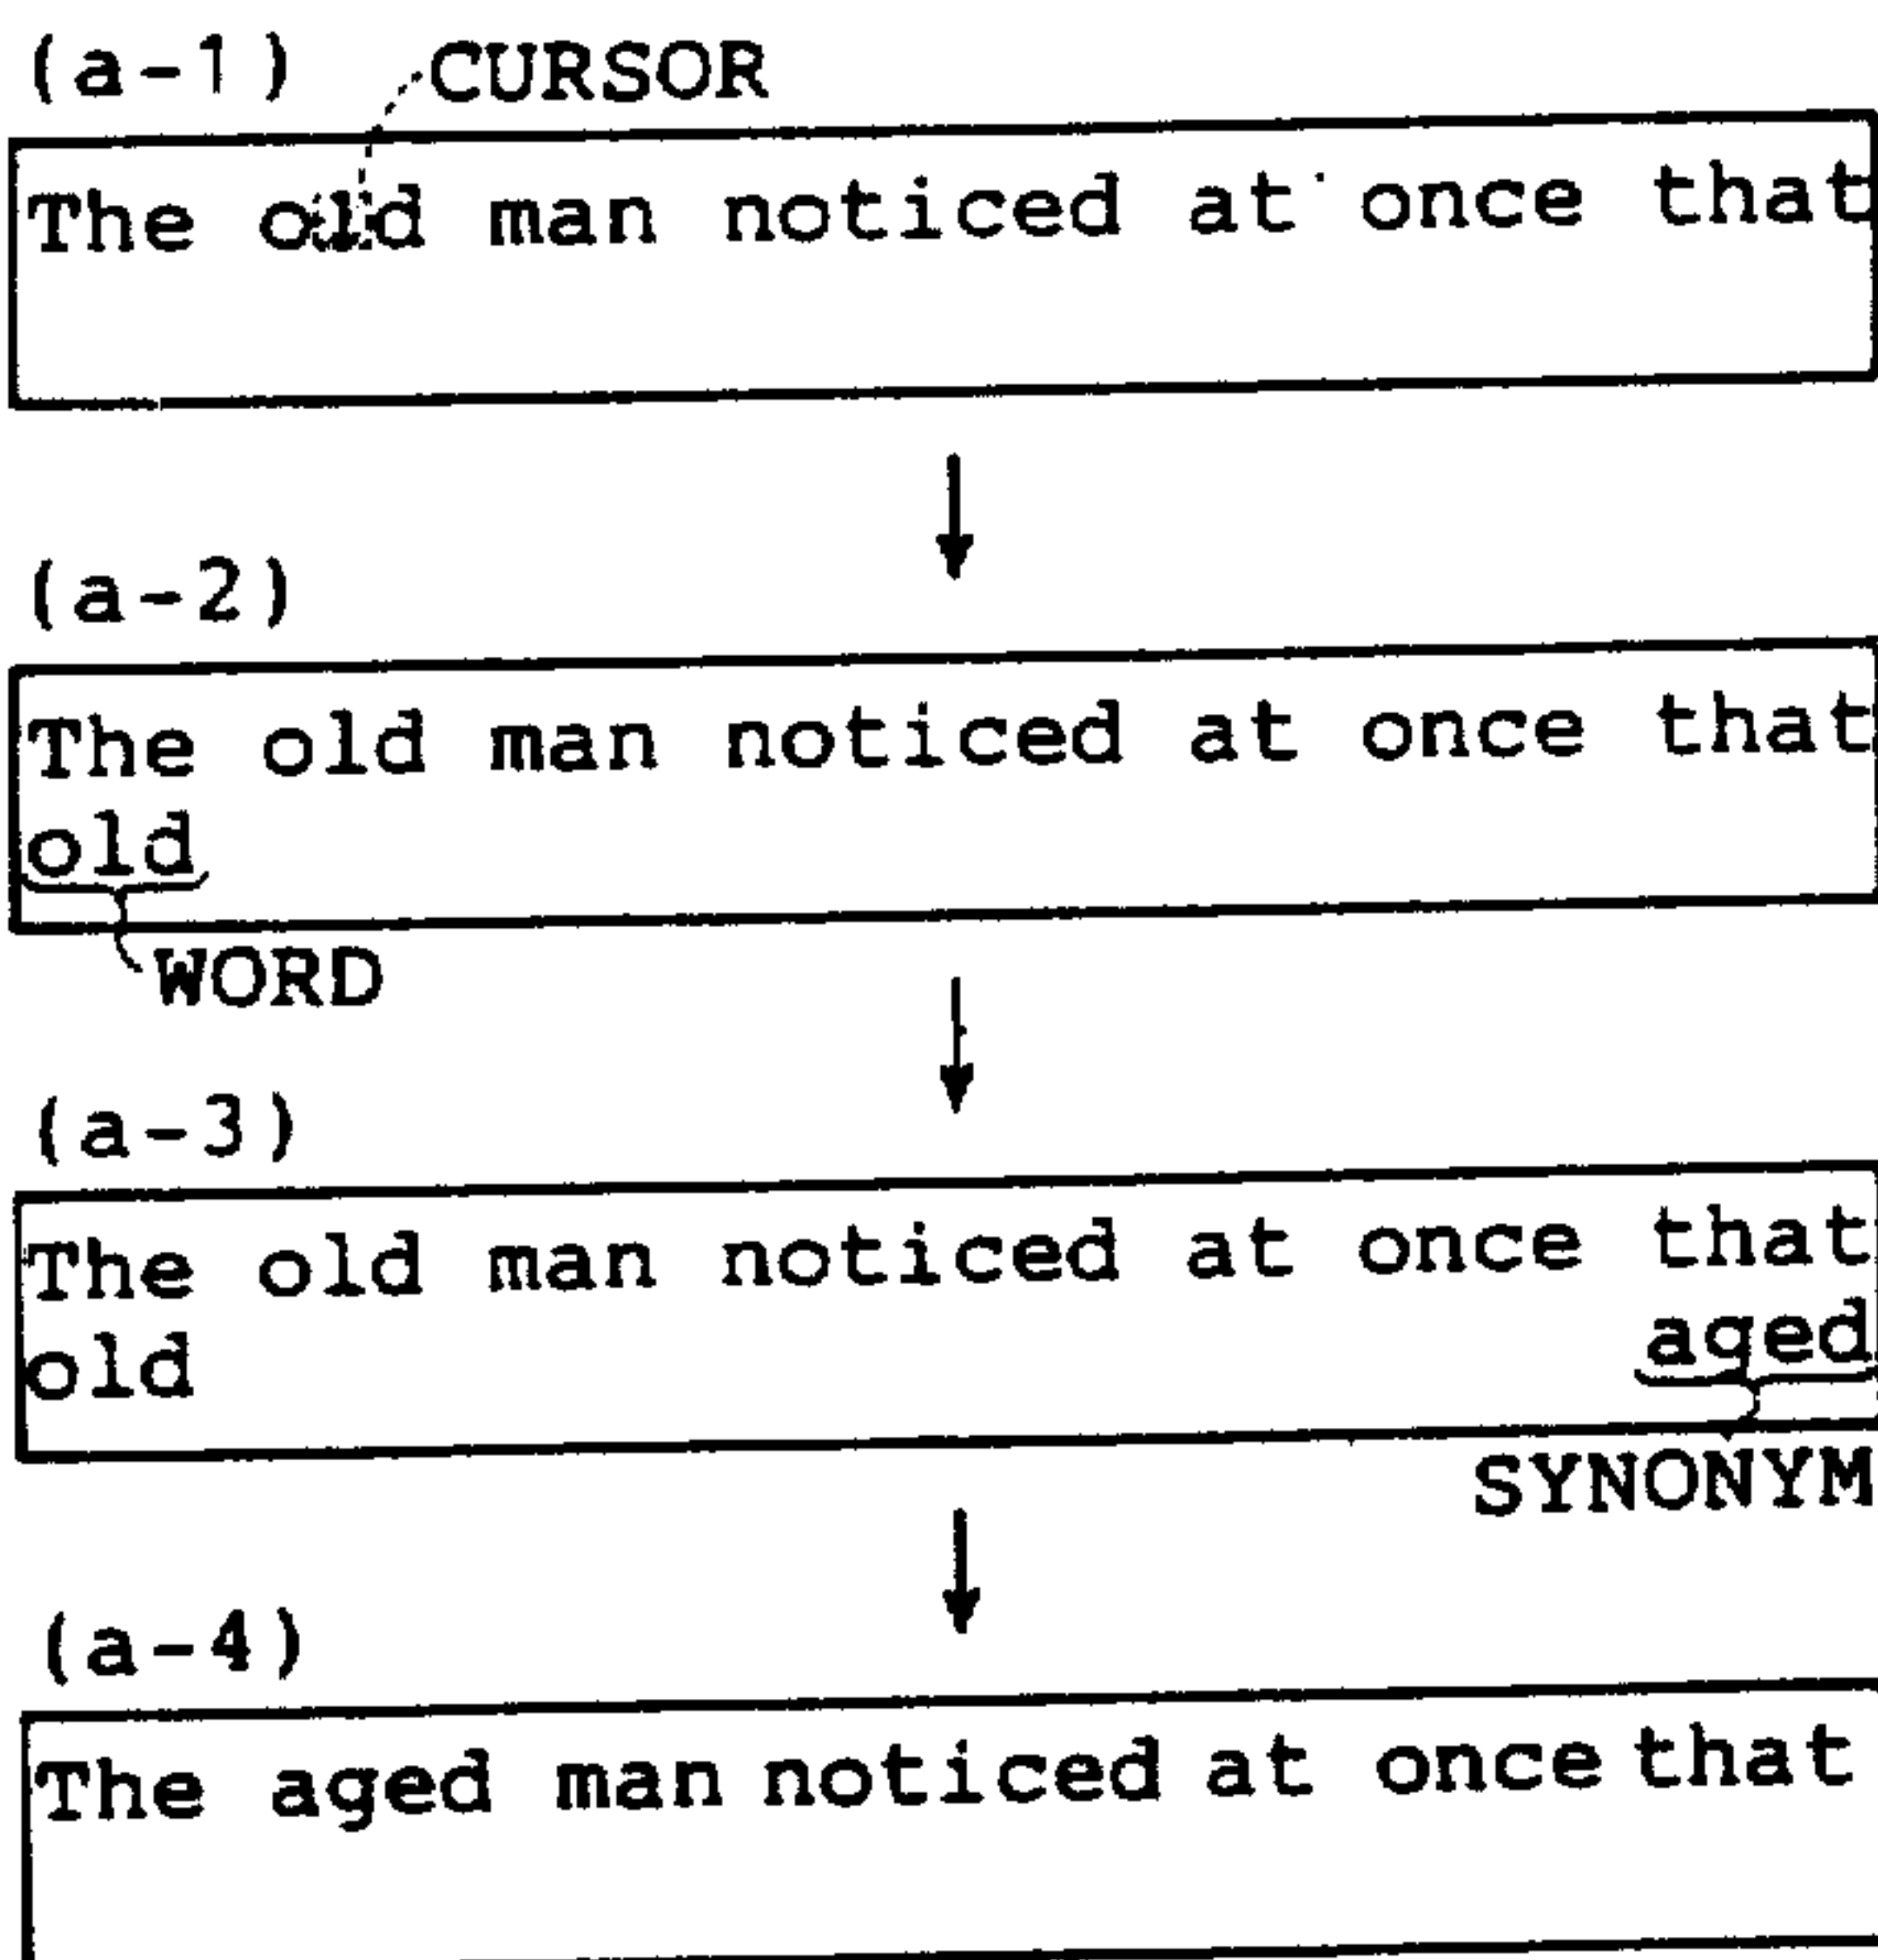 (a-1) CURSOR
The old man noticed at once that
(a-2)
The old man noticed at once that
old
WORD
(a-3)
The old man noticed at once that
old aged
SYNONYM
(a-4)
The aged man noticed at once that